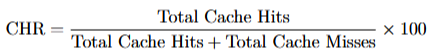 CHR = Total Cache Hits / Total Cache Hits + Total Cache Misses × 100